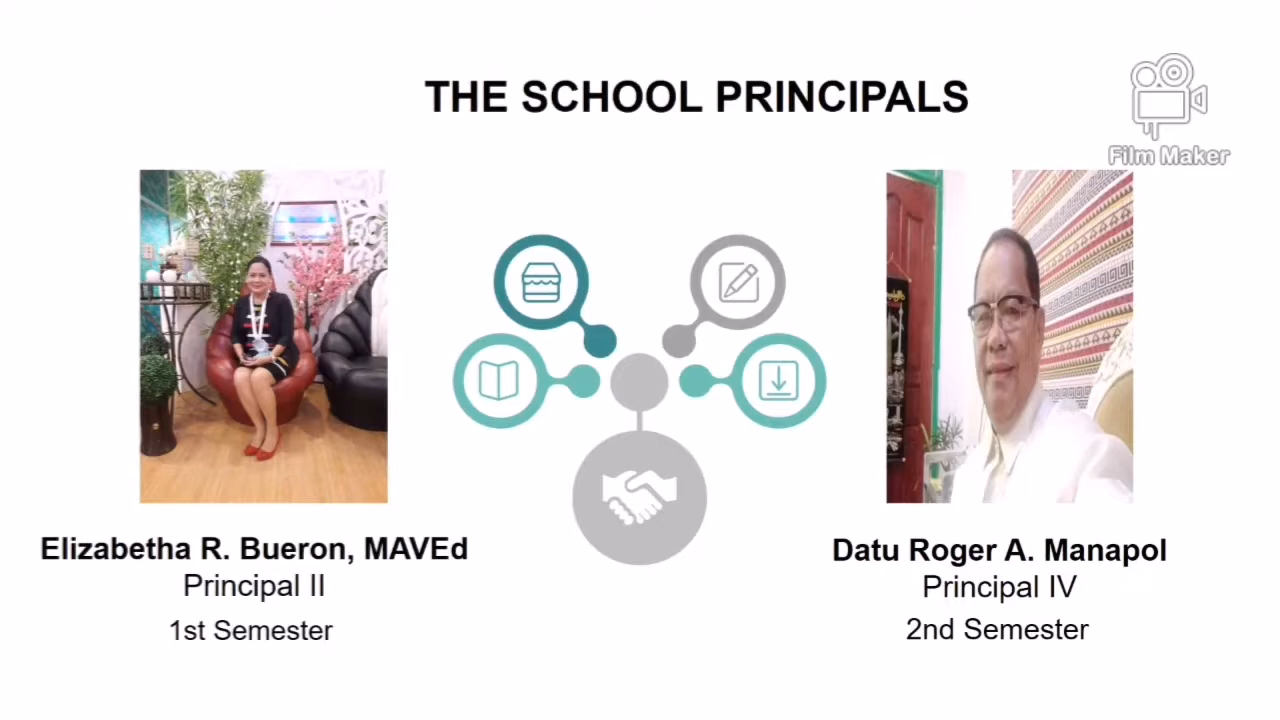 THE SCHOOL PRINCIPALS
Film Maker
Elizabetha R. Bueron, MAVEd
Principal II
1st Semester
Datu Roger A. Manapol
Principal IV
2nd Semester